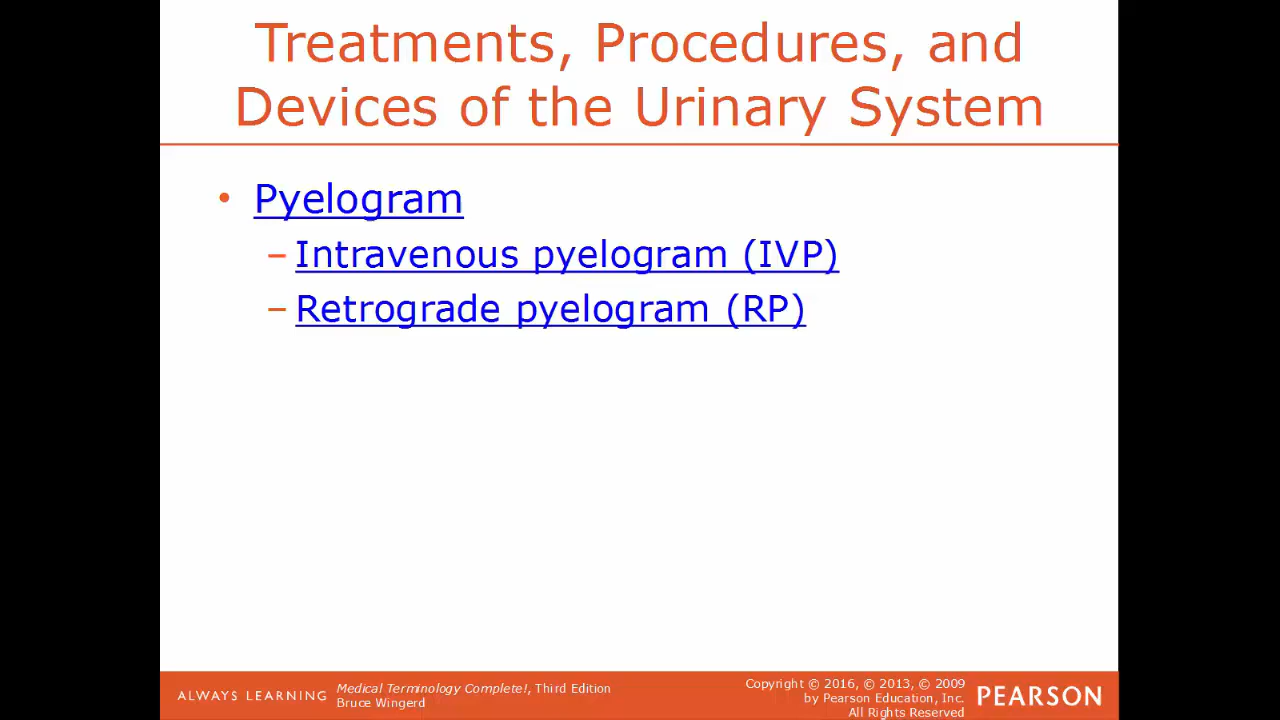 Treatments, Procedures, and
Devices of the Urinary System
• Pyelogram
– Intravenous pyelogram (IVP)
– Retrograde pyelogram (RP)
ALWAYS LEARNING
Medical Terminology Complete!, Third Edition
Bruce Wingerd
Copyright © 2016, © 2013, © 2009
by Pearson Education, Inc.
All Rights Reserved
PEARSON